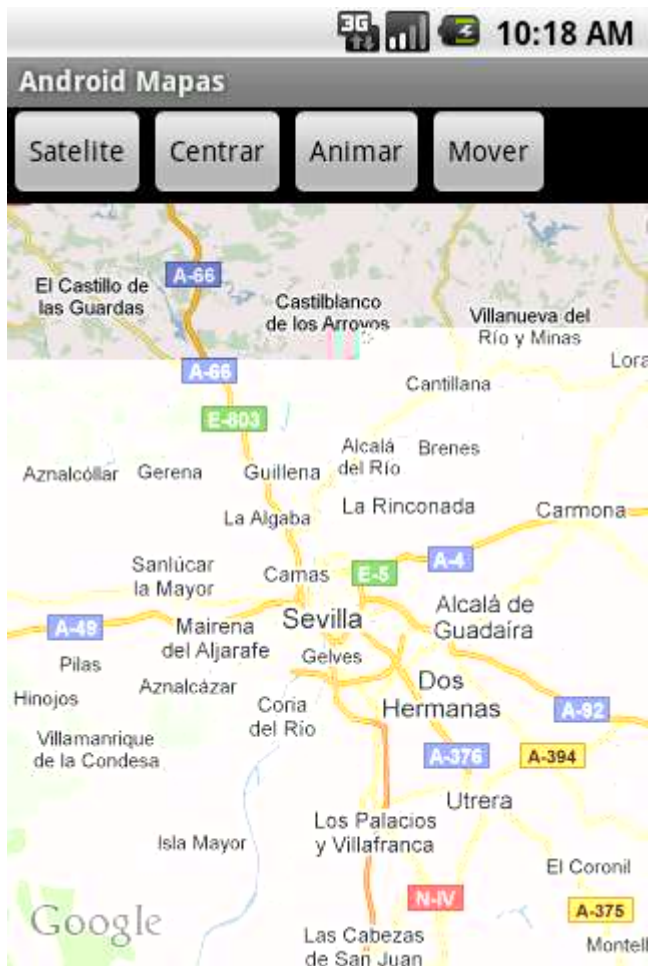 3G 10:18 AM
Android Mapas
Satelite Centrar Animar Mover
A-66
El Castillo de
las Guardas
Castilblanco
de los Arroyos
Villanueva del
Río y Minas
A-66
Cantillana
Lora
E-803
Alcalá
del Río
Brenes
Aznalcóllar Gerena Guillena
La Algaba
La Rinconada
Carmona
Sanlúcar
la Mayor
Camas
E-5
A-4
Sevilla
Alcalá de
Guadaíra
A-49
Mairena
del Aljarafe
Gelves
Pilas
Hinojos
Aznalcázar
Dos
Hermanas
Coria
del Río
A-92
Villamanrique
de la Condesa
A-376
A-394
Utrera
Los Palacios
y Villafranca
Isla Mayor
El Coronil
N-IV
A-375
Google
Las Cabezas
de San Juan
Montell